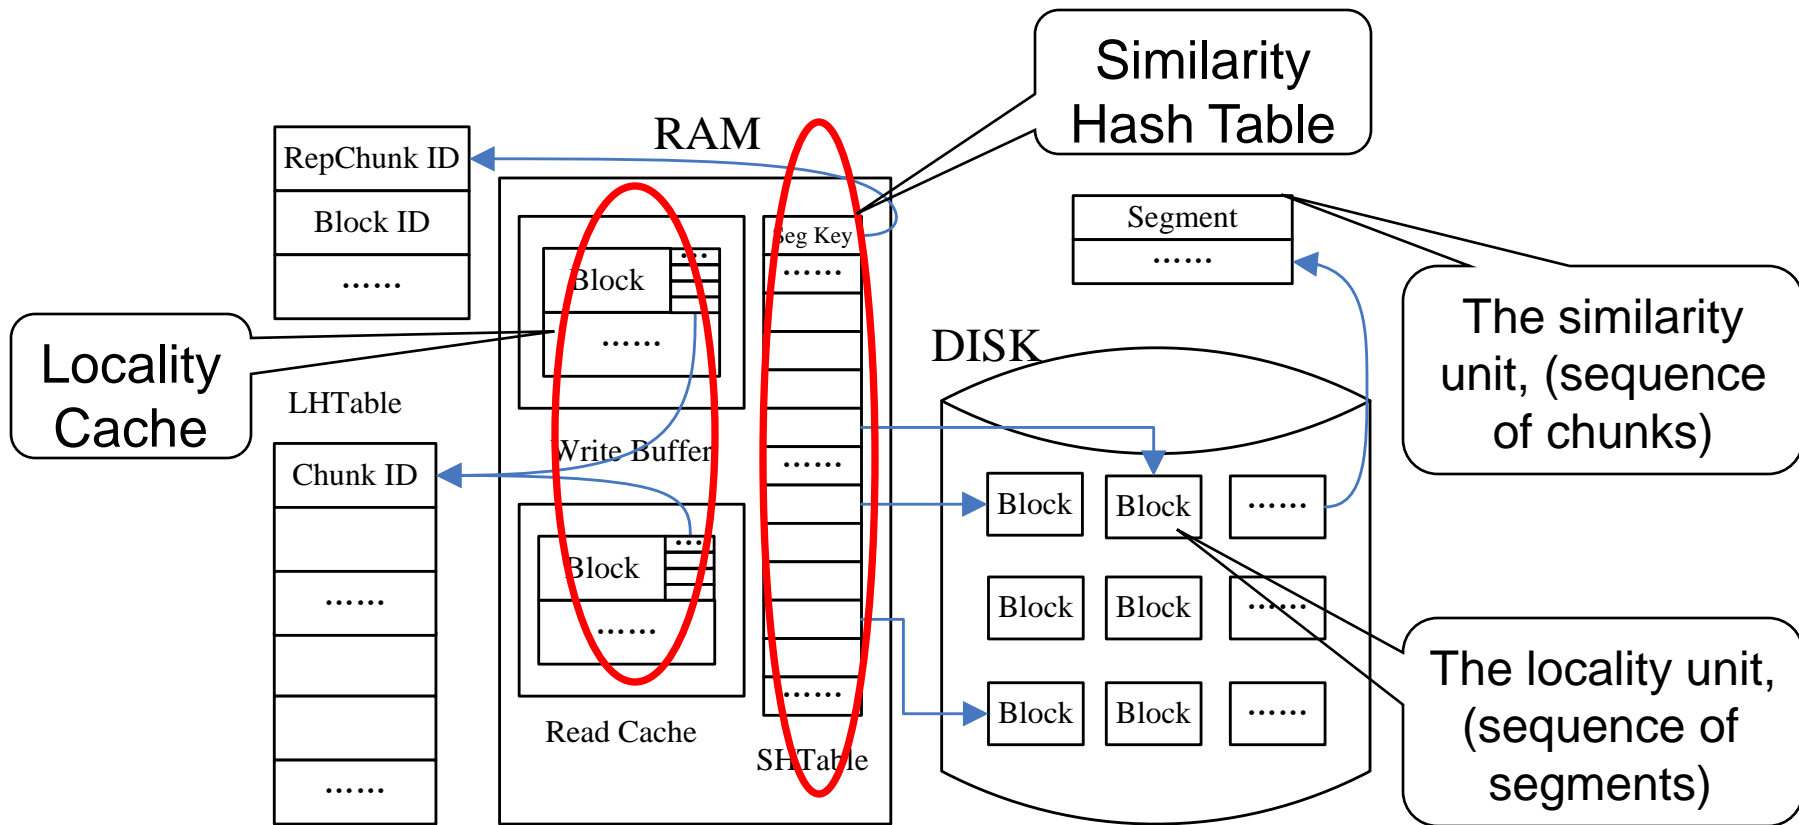 Similarity
Hash Table
RAM
RepChunk ID
Block ID
......
Seg Key
......
......
......
Block
...
......
Write Buffer
Block
...
......
Read Cache
SHTable
Locality
Cache
LHTable
Chunk ID
......
......
Segment
......
The similarity
unit, (sequence
of chunks)
DISK
Block
Block
......
Block
Block
......
Block
Block
......
The locality unit,
(sequence of
segments)